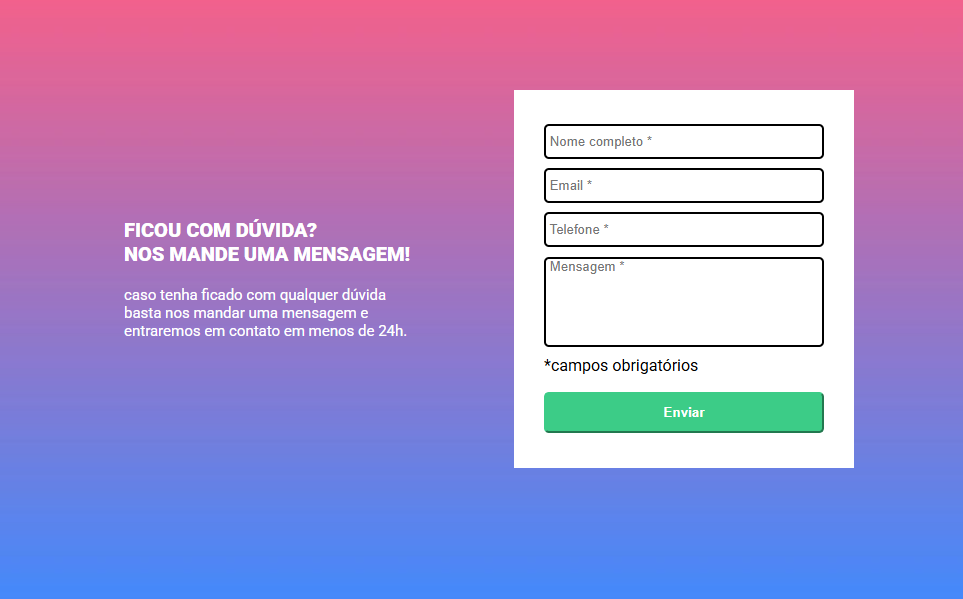 FICOU COM DÚVIDA?
NOS MANDE UMA MENSAGEM!
caso tenha ficado com qualquer dúvida
basta nos mandar uma mensagem e
entraremos em contato em menos de 24h.
Nome completo *
Email *
Telefone *
Mensagem *
*campos obrigatórios
Enviar